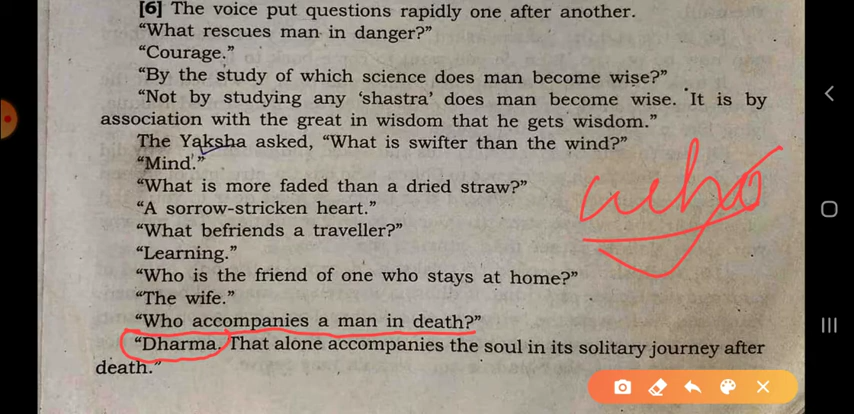 [6] The voice put questions rapidly one after another.
“What rescues man in danger?”
“Courage.”
“By the study of which science does man become wise?”
“Not by studying any ‘shastra’ does man become wise. It is by
association with the great in wisdom that he gets wisdom.”
The Yaksha asked, “What is swifter than the wind?”
“Mind.”
“What is more faded than a dried straw?”
“A sorrow-stricken heart.”
“What befriends a traveller?”
“Learning.”
“Who is the friend of one who stays at home?”
“The wife.”
“Who accompanies a man in death?”
“Dharma. That alone accompanies the soul in its solitary journey after
death.”
who